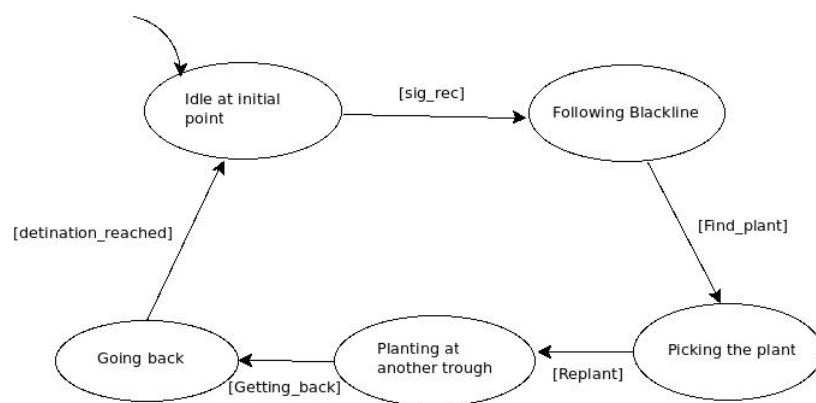 Idle at initial
point
[sig_rec]
Following Blackline
[Find_plant]
[detination_reached]
Going back
[Getting_back]
Planting at
another trough
[Replant]
Picking the plant